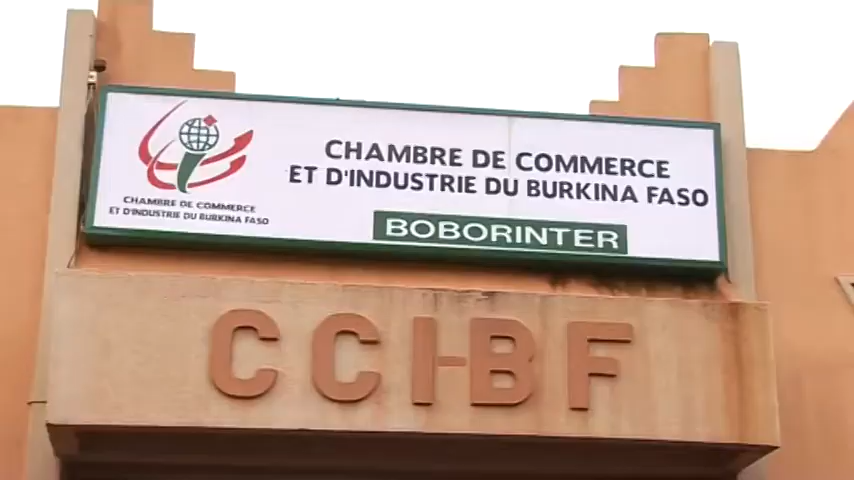 CHAMBRE DE COMMERCE
ET D'INDUSTRIE DU BURKINA FASO
CHAMBRE DE COMMERCE
ET D'INDUSTRIE DU BURKINA FASO
BOBORINTER
CCI-BF